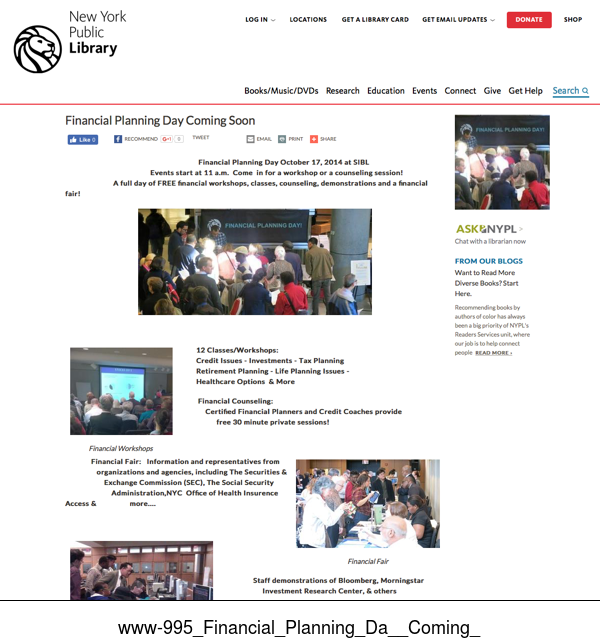 New York
Public
Library
LOG IN
LOCATIONS
GET A LIBRARY CARD
GET EMAIL UPDATES
DONATE
SHOP
Books/Music/DVDs Research Education Events Connect Give Get Help Search
Financial Planning Day Coming Soon
Like 0
RECOMMEND
G+1 0
TWEET
EMAIL
PRINT
SHARE
Financial Planning Day October 17, 2014 at SIBL
Events start at 11 a.m. Come in for a workshop or a counseling session!
A full day of FREE financial workshops, classes, counseling, demonstrations and a financial
fair!
FINANCIAL PLANNING DAY!
12 Classes/Workshops:
Credit Issues - Investments - Tax Planning
Retirement Planning - Life Planning Issues -
Healthcare Options & More
Financial Counseling:
Certified Financial Planners and Credit Coaches provide
free 30 minute private sessions!
Financial Workshops
Financial Fair: Information and representatives from
organizations and agencies, including The Securities &
Exchange Commission (SEC), The Social Security
Administration,NYC Office of Health Insurence
Access & more....
Financial Fair
Staff demonstrations of Bloomberg, Morningstar
Investment Research Center, & others
FINANCIAL PLANNING DAY!
ASK NYPL >
Chat with a librarian now
FROM OUR BLOGS
Want to Read More
Diverse Books? Start
Here.
Recommending books by
authors of color has always
been a big priority of NYPL's
Readers Services unit, where
our job is to help connect
people READ MORE ›
www-995_Financial_Planning_Da__Coming_